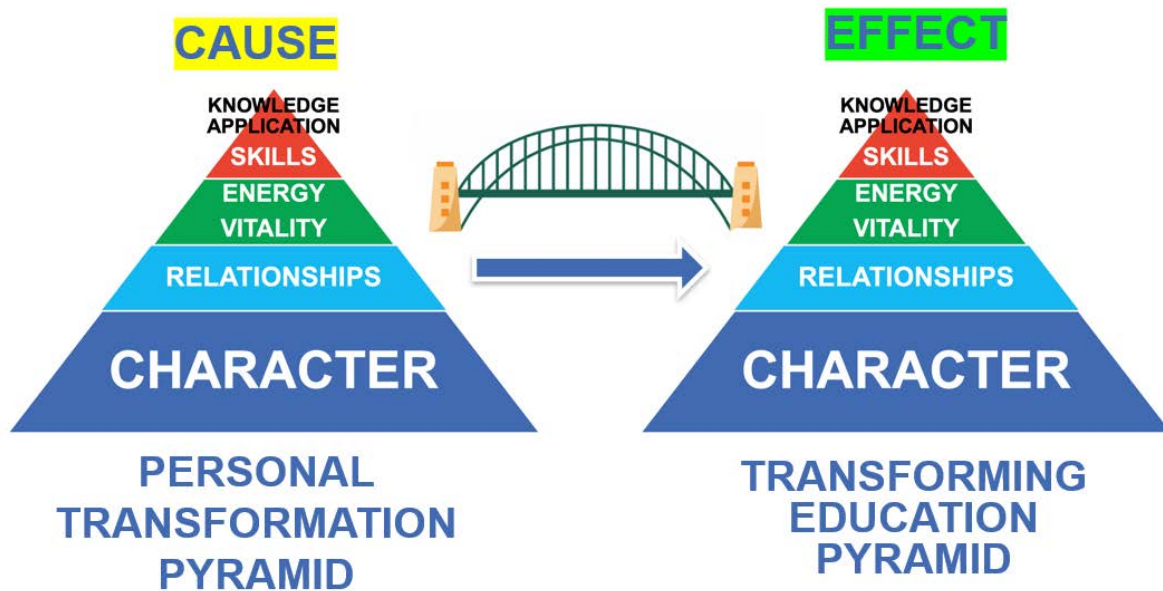 CAUSE
KNOWLEDGE
APPLICATION
SKILLS
ENERGY
VITALITY
RELATIONSHIPS
CHARACTER
PERSONAL
TRANSFORMATION
PYRAMID
EFFECT
KNOWLEDGE
APPLICATION
SKILLS
ENERGY
VITALITY
RELATIONSHIPS
CHARACTER
TRANSFORMING
EDUCATION
PYRAMID